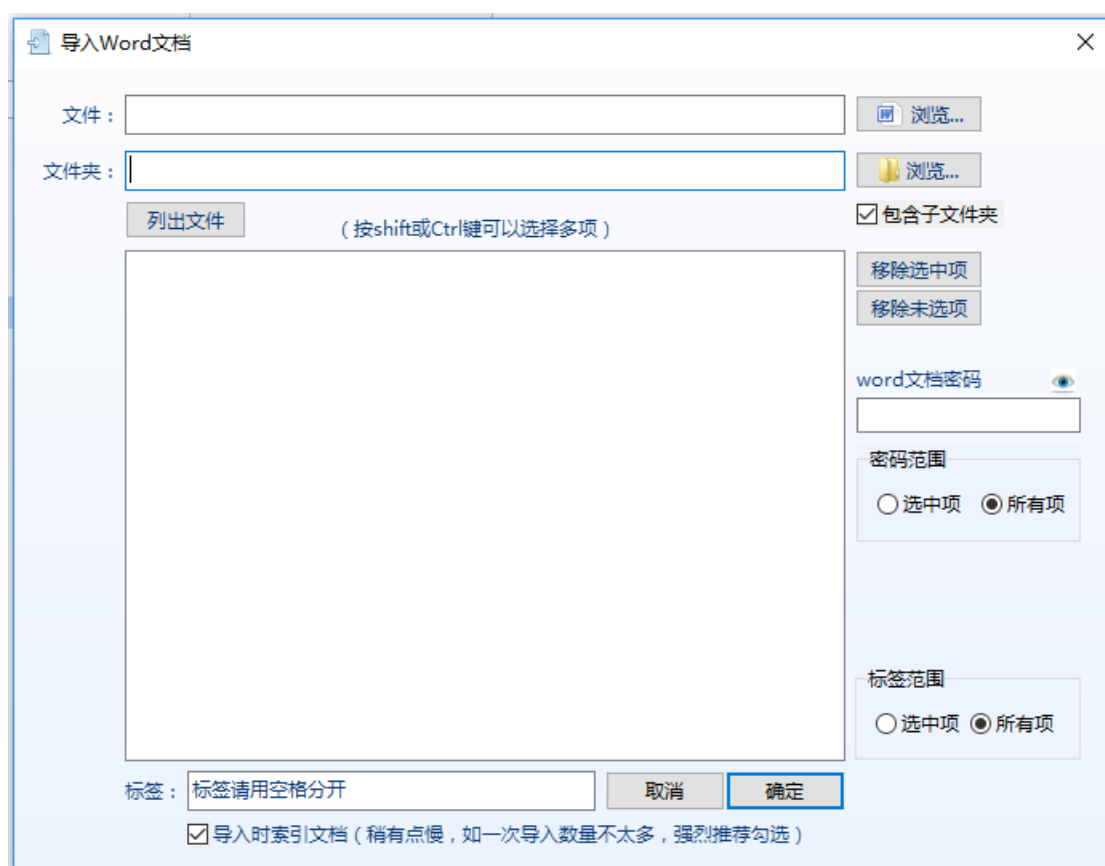 导入Word文档
文件：
浏览...
文件夹：
浏览...
列出文件
（按shift或Ctrl键可以选择多项）
包含子文件夹
移除选中项
移除未选项
word文档密码
密码范围
选中项 所有项
标签范围
选中项 所有项
标签： 标签请用空格分开
取消 确定
导入时索引文档（稍有点慢，如一次导入数量不太多，强烈推荐勾选）